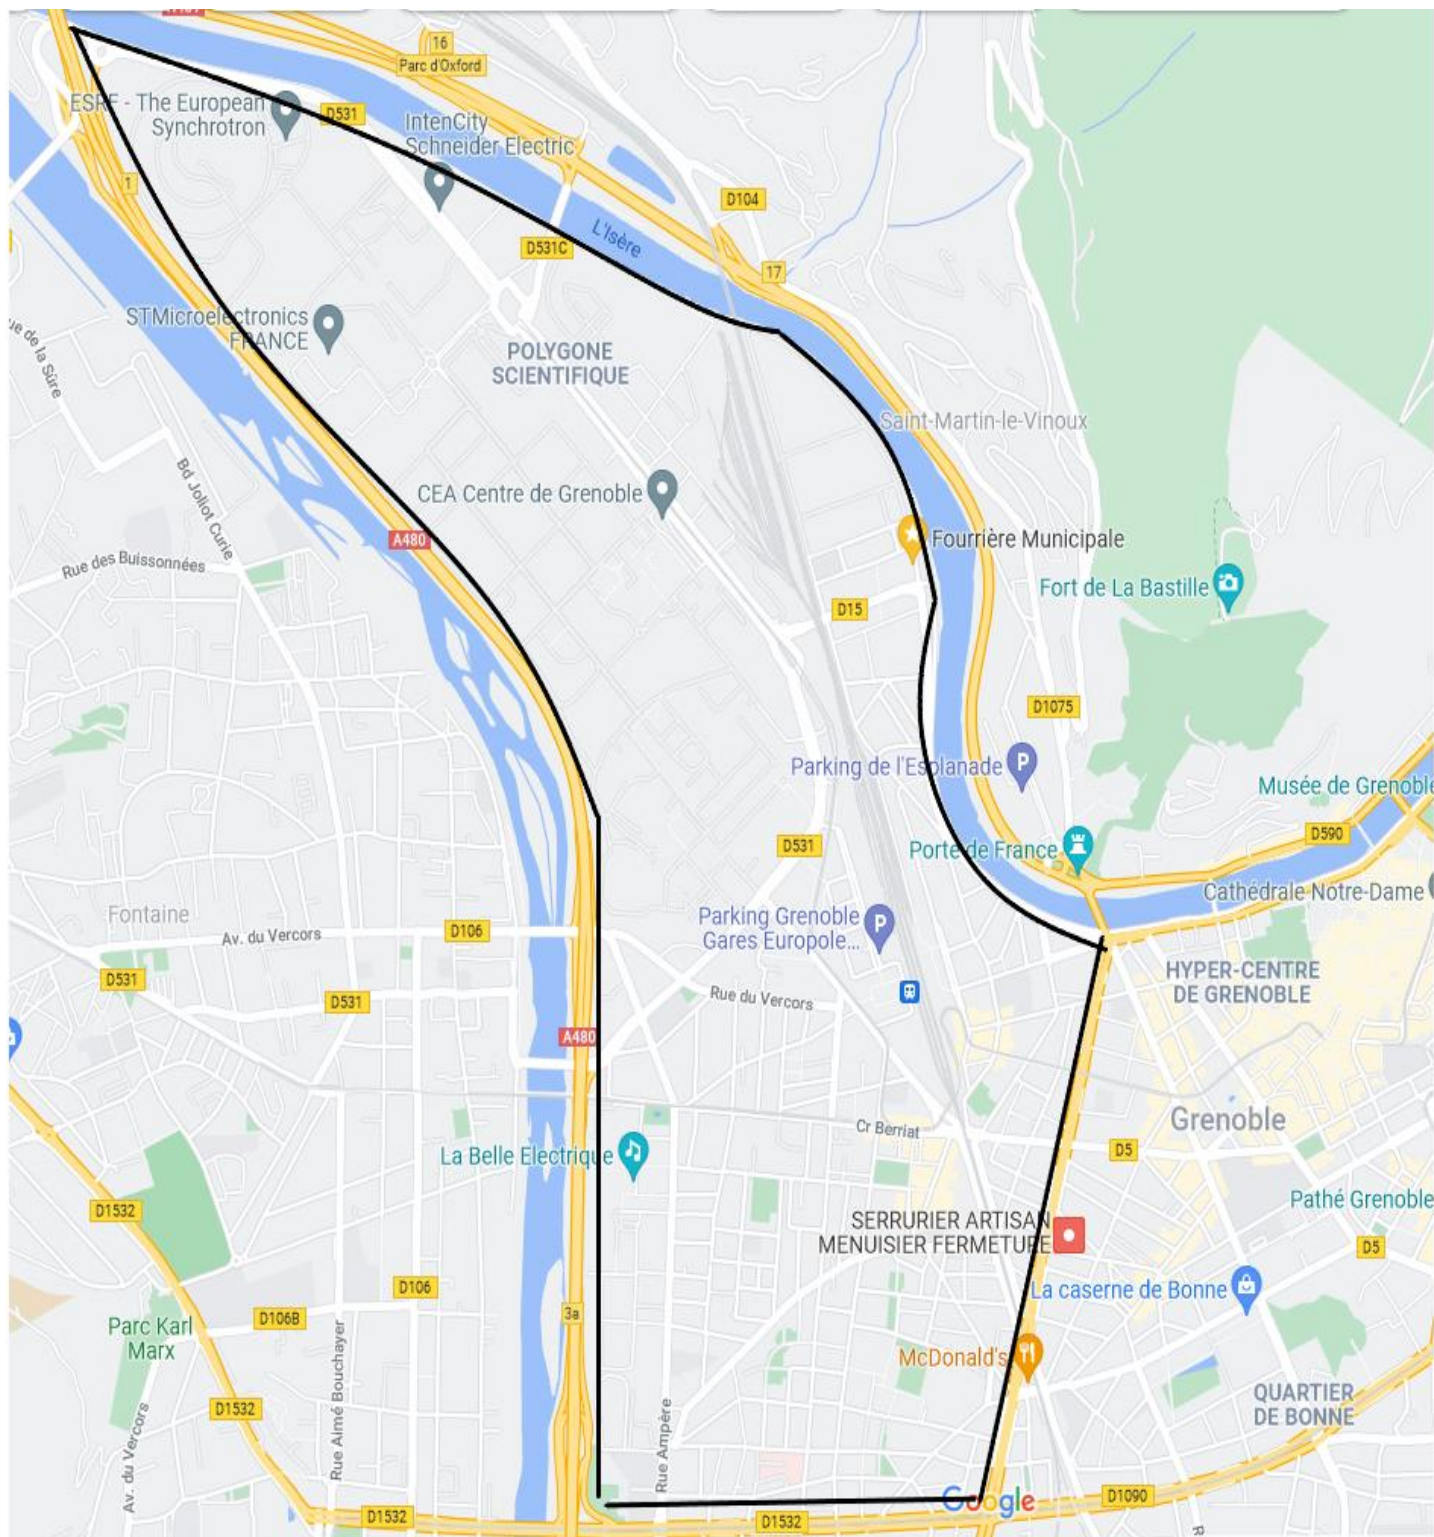 16
Parc d'Oxford
ESRF - The European
Synchrotron
D531
IntenCity
Schneider Electric
1
D104
D531C
L'Isère
17
STMicroelectronics
FRANCE
ue de la Sûre
POLYGONE
SCIENTIFIQUE
Saint-Martin-le-Vinoux
Bd Joliot Curie
CEA Centre de Grenoble
A480
Fourrière Municipale
Rue des Buissonnées
Fort de La Bastille
D15
D1075
Parking de l'Esplanade
Musée de Grenoble
D590
D531
Porte de France
Cathédrale Notre-Dame
Fontaine
Av. du Vercors
D106
Parking Grenoble
Gares Europole...
D531
HYPER-CENTRE
DE GRENOBLE
D531
Rue du Vercors
A480
Cr Berriat
Grenoble
D5
La Belle Electrique
D1532
Pathé Grenoble
SERRURIER ARTISAN
MENUISIER FERMETURE
D5
D106
La caserne de Bonne
D106B
3a
Parc Karl
Marx
McDonald's
Rue Aimé Bouchayer
D1532
QUARTIER
DE BONNE
Av. du Vercors
Rue Ampère
Google
D1090
D1532
D1532
R